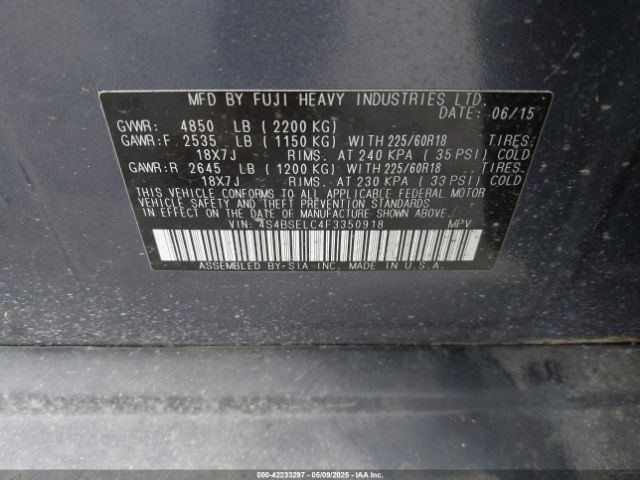 MFD BY FUJI HEAVY INDUSTRIES LTD.
DATE: 06/15
GVWR: 4850 LB (2200 KG)
GAWR:F 2535 LB (1150 KG) WITH 225/60R18 TIRES.
18X7J RIMS. AT 240 KPA (35 PSI) COLD
GAWR:R 2645 LB (1200 KG) WITH 225/60R18 TIRES.
18X7J RIMS. AT 230 KPA (33 PSI) COLD
THIS VEHICLE CONFORMS TO ALL APPLICABLE FEDERAL MOTOR
VEHICLE SAFETY AND THEFT PREVENTION STANDARDS
IN EFFECT ON THE DATE OF MANUFACTURE SHOWN ABOVE.
VIN: 4S4BSELC4F3350918 MPV
ASSEMBLED BY-SIA INC, MADE IN U.S.A.
000-42233297 - 05/09/2025 - IAAI.COM